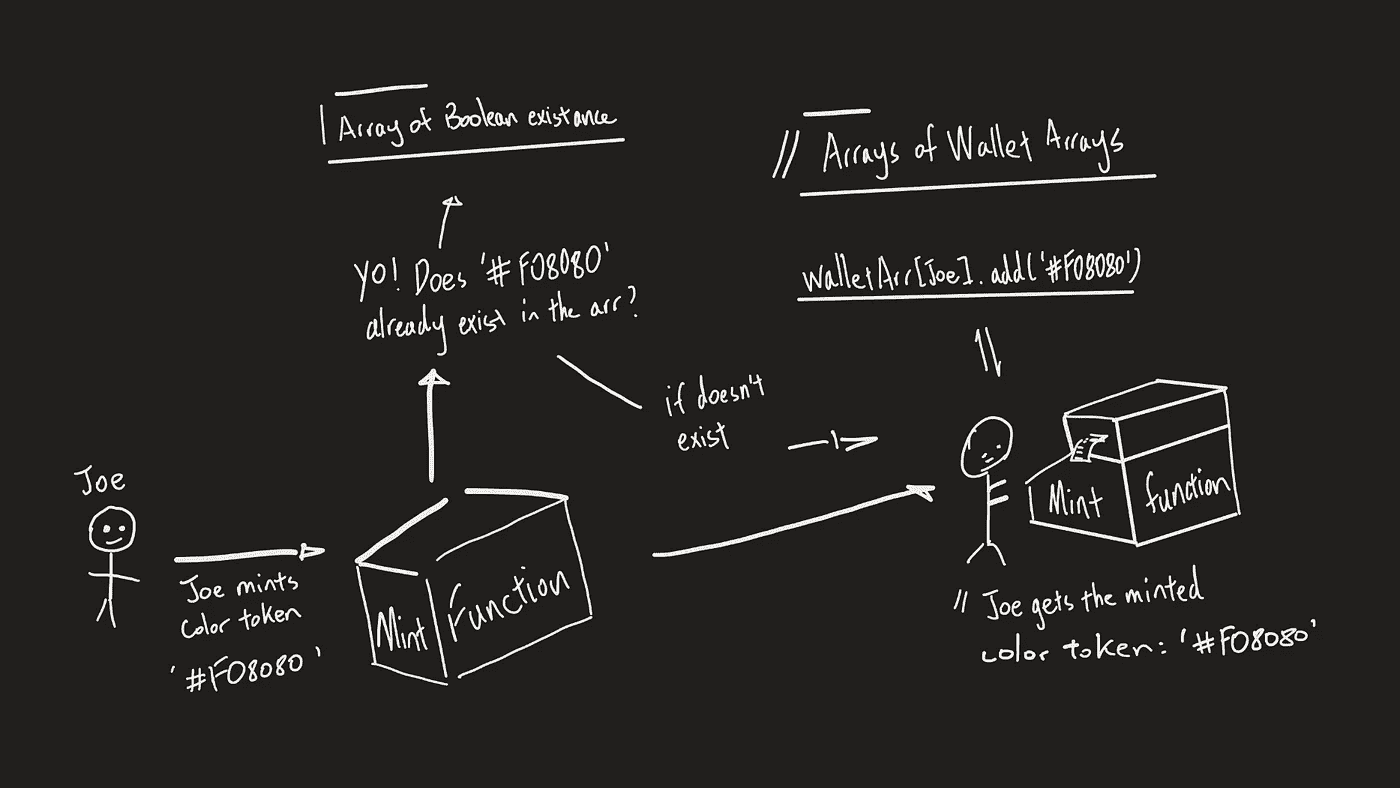 | Array of Boolean existance
// Arrays of Wallet Arrays
yo! Does '#F08080'
already exist in the arr?
walletArr[Joe].add('#F08080')
if doesn't
exist
Joe
Joe mints
color token
'#F08080'
Mint Function
Mint function
// Joe gets the minted
color token: '#F08080'